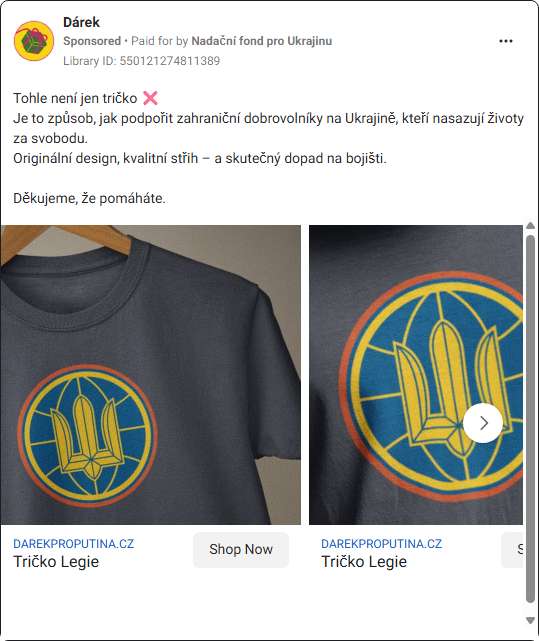 Dárek
Sponsored • Paid for by Nadační fond pro Ukrajinu
Library ID: 550121274811389
Tohle není jen tričko ❌
Je to způsob, jak podpořit zahraniční dobrovolníky na Ukrajině, kteří nasazují životy
za svobodu.
Originální design, kvalitní střih – a skutečný dopad na bojišti.
Děkujeme, že pomáháte.
DAREKPROPUTINA.CZ
Tričko Legie
Shop Now
DAREKPROPUTINA.CZ
Tričko Legie
S